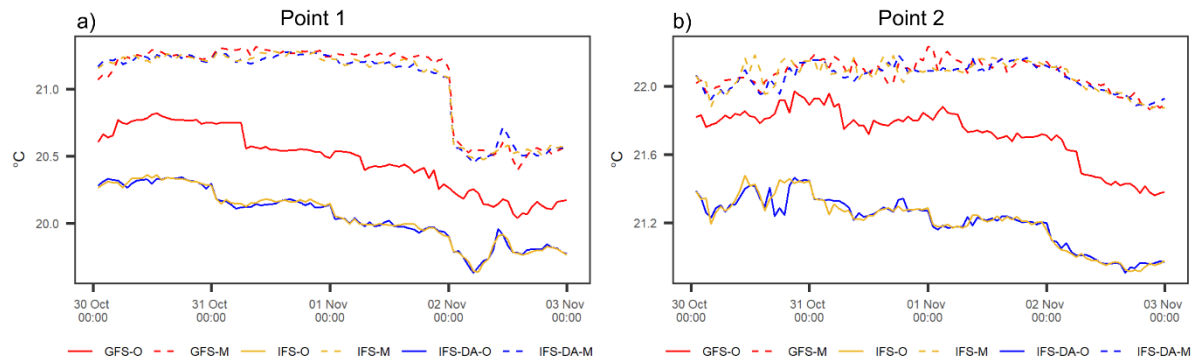 a) Point 1
°C
21.0
20.5
20.0
30 Oct 31 Oct 01 Nov 02 Nov 03 Nov
00:00 00:00 00:00 00:00 00:00
GFS-O GFS-M IFS-O IFS-M IFS-DA-O IFS-DA-M
b) Point 2
°C
22.0
21.6
21.2
30 Oct 31 Oct 01 Nov 02 Nov 03 Nov
00:00 00:00 00:00 00:00 00:00
GFS-O GFS-M IFS-O IFS-M IFS-DA-O IFS-DA-M